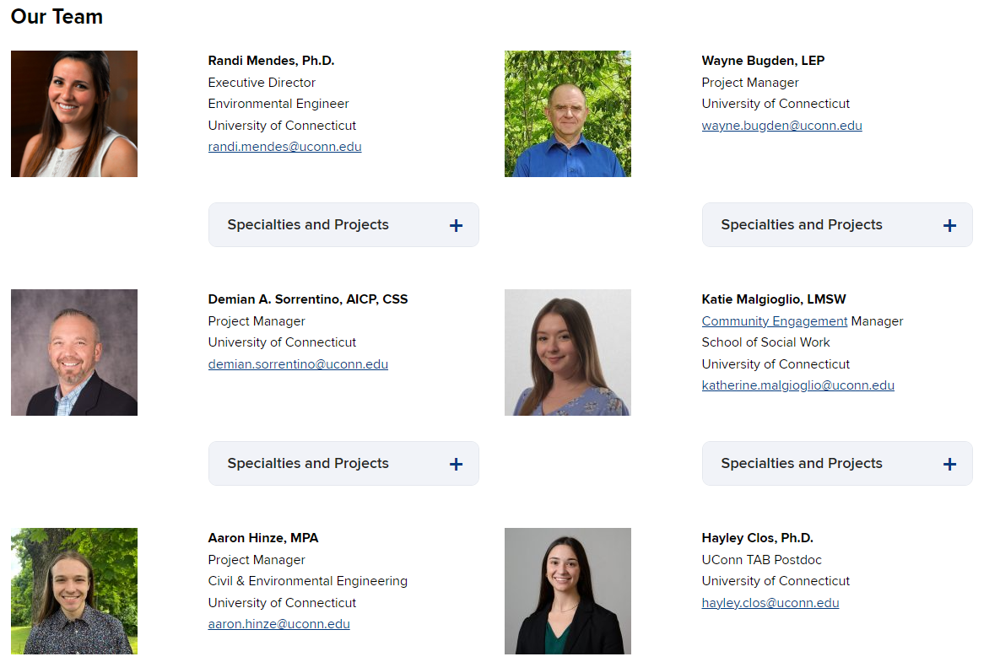 Our Team
Randi Mendes, Ph.D.
Executive Director
Environmental Engineer
University of Connecticut
randi.mendes@uconn.edu
Specialties and Projects
Wayne Bugden, LEP
Project Manager
University of Connecticut
wayne.bugden@uconn.edu
Specialties and Projects
Demian A. Sorrentino, AICP, CSS
Project Manager
University of Connecticut
demian.sorrentino@uconn.edu
Specialties and Projects
Katie Malgioglio, LMSW
Community Engagement Manager
School of Social Work
University of Connecticut
katherine.malgioglio@uconn.edu
Specialties and Projects
Aaron Hinze, MPA
Project Manager
Civil & Environmental Engineering
University of Connecticut
aaron.hinze@uconn.edu
Hayley Clos, Ph.D.
UConn TAB Postdoc
University of Connecticut
hayley.clos@uconn.edu